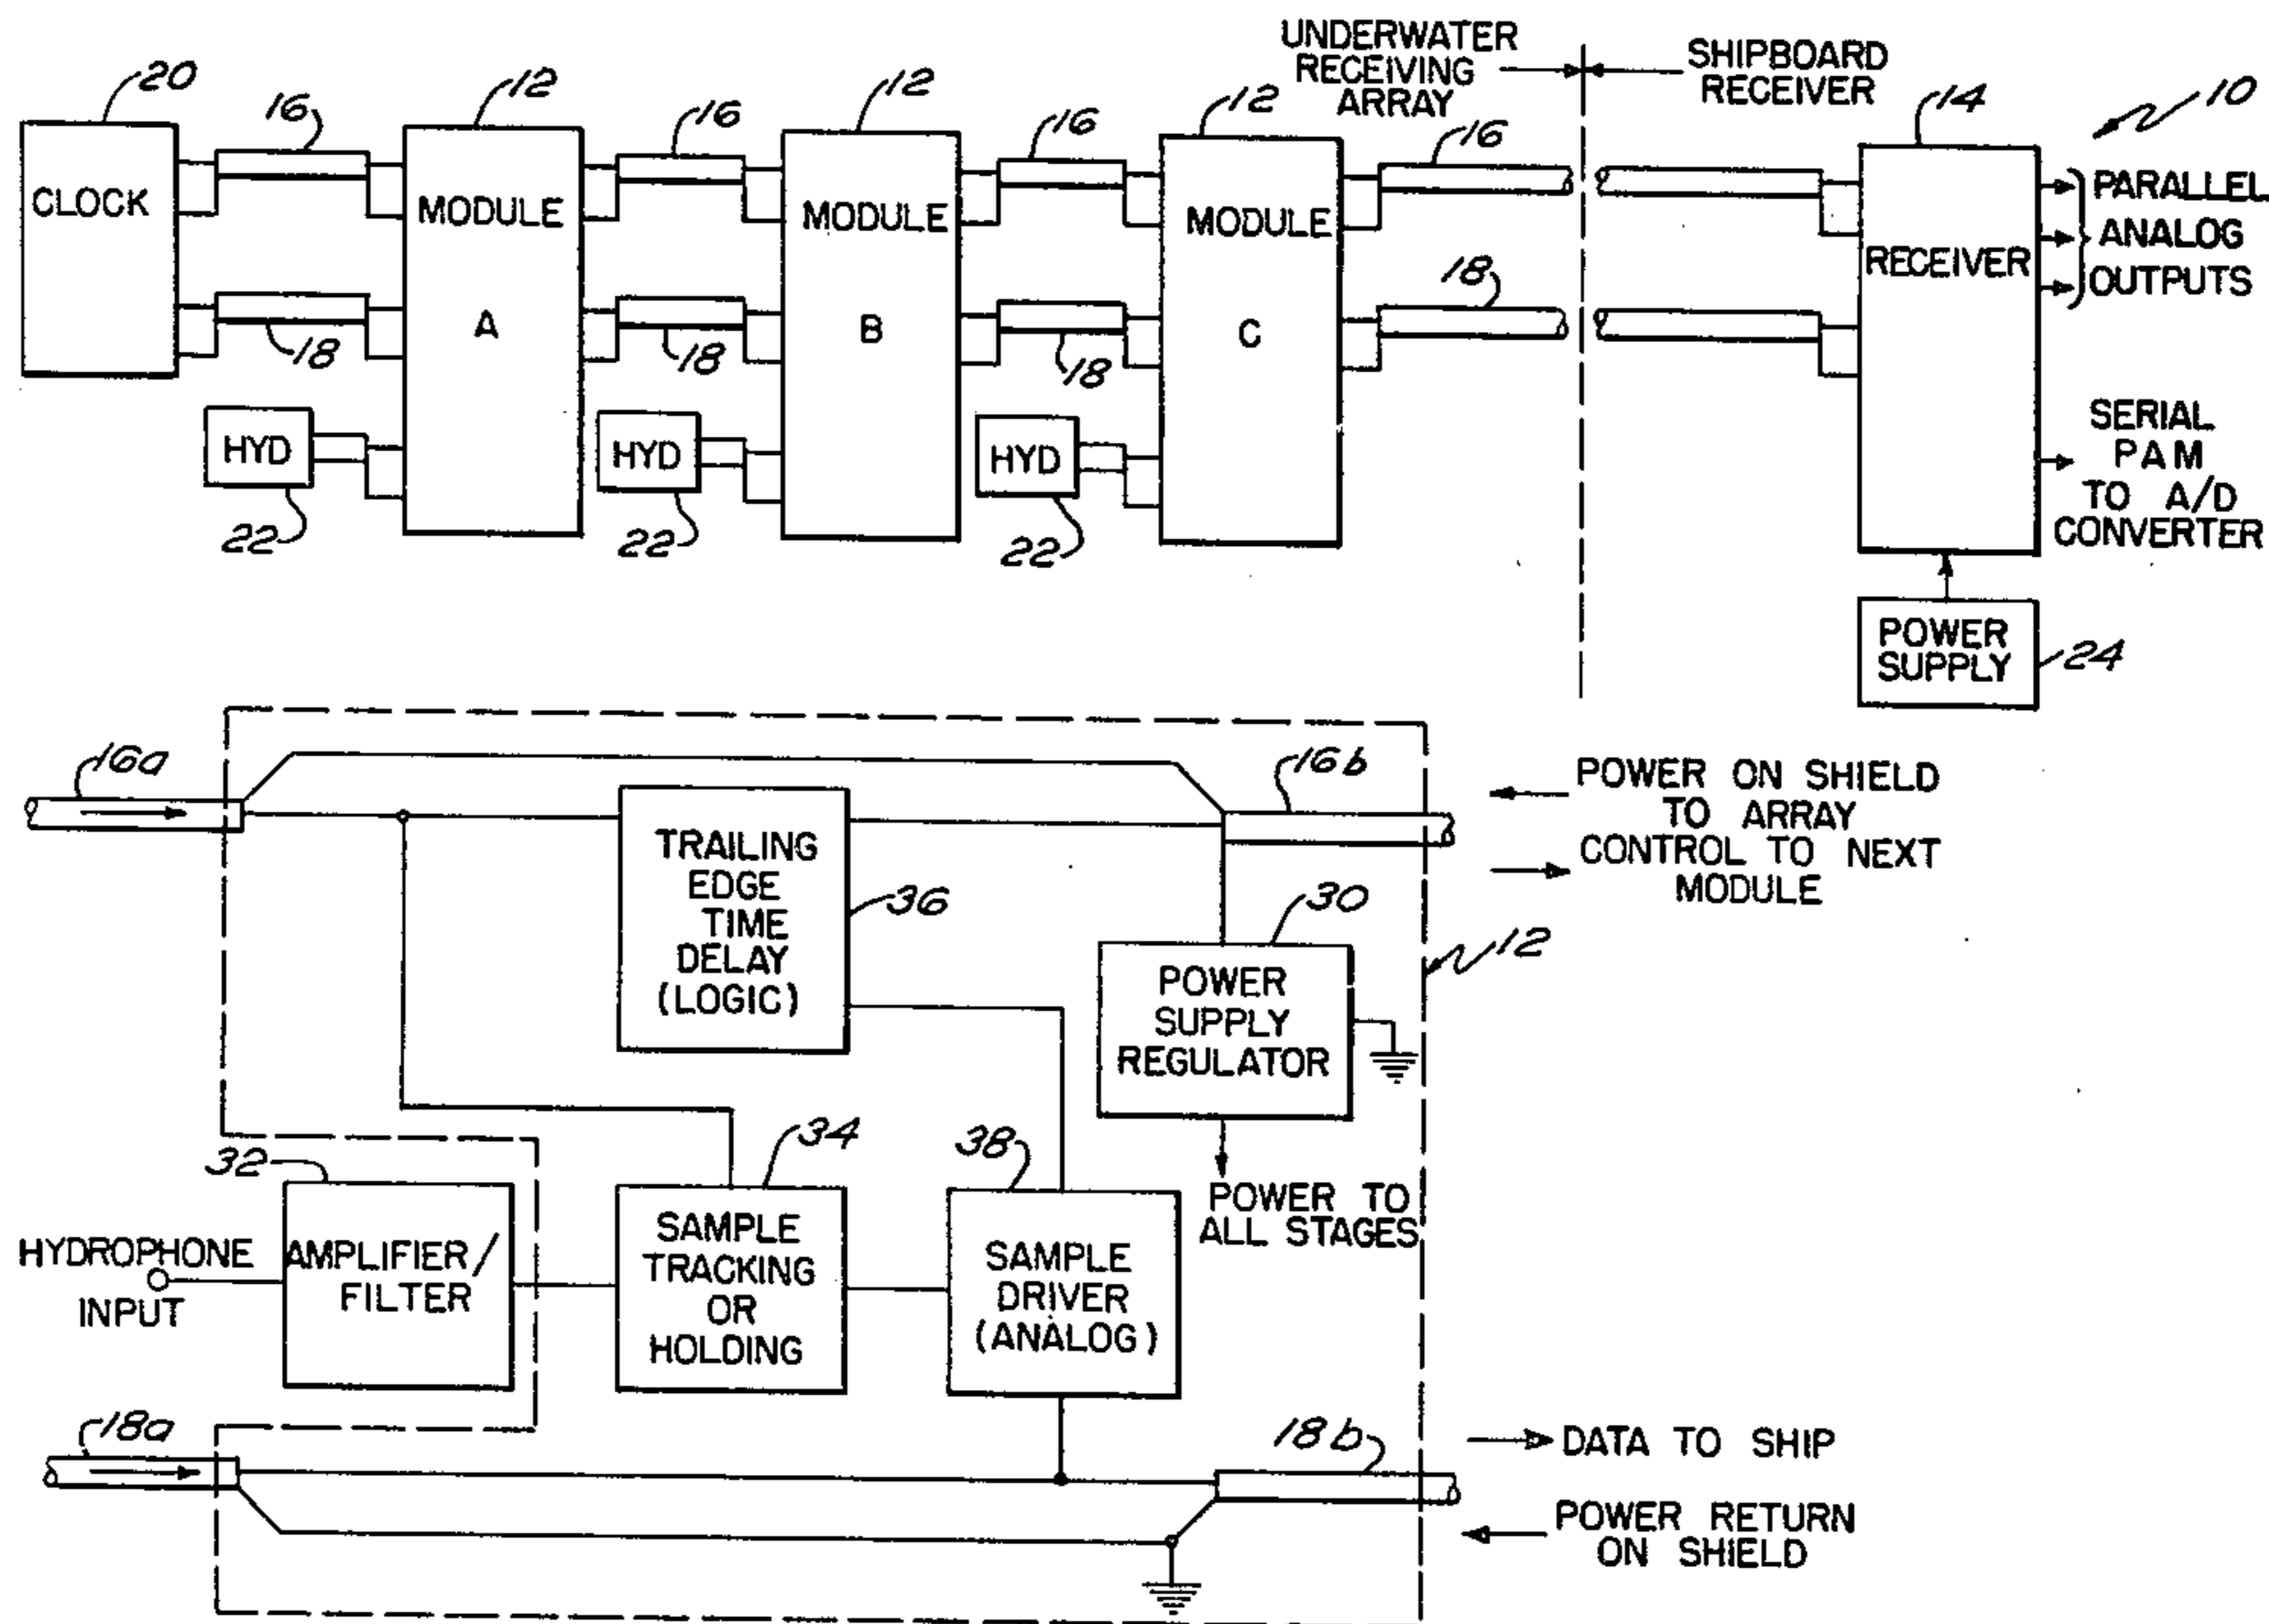 UNDERWATER
RECEIVING
ARRAY
SHIPBOARD
RECEIVER
10
20
16
12
16
12
16
12
16
14
CLOCK
MODULE
A
MODULE
B
MODULE
C
RECEIVER
PARALLEL
ANALOG
OUTPUTS
18
18
18
18
HYD
HYD
HYD
22
22
22
SERIAL
PAM
TO A/D
CONVERTER
POWER
SUPPLY
24
16a
16b
POWER ON SHIELD
TO ARRAY
CONTROL TO NEXT
MODULE
TRAILING
EDGE
TIME
DELAY
(LOGIC)
36
30
12
POWER
SUPPLY
REGULATOR
32
34
38
POWER TO
ALL STAGES
HYDROPHONE
INPUT
AMPLIFIER/
FILTER
SAMPLE
TRACKING
OR
HOLDING
SAMPLE
DRIVER
(ANALOG)
18a
18b
DATA TO SHIP
POWER RETURN
ON SHIELD